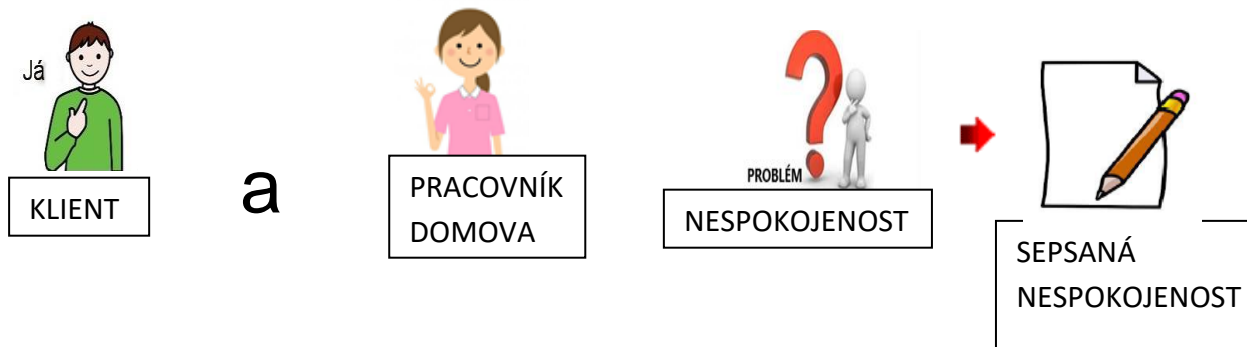 Já
KLIENT
a
PRACOVNÍK
DOMOVA
PROBLÉM
NESPOKOJENOST
SEPSANÁ
NESPOKOJENOST